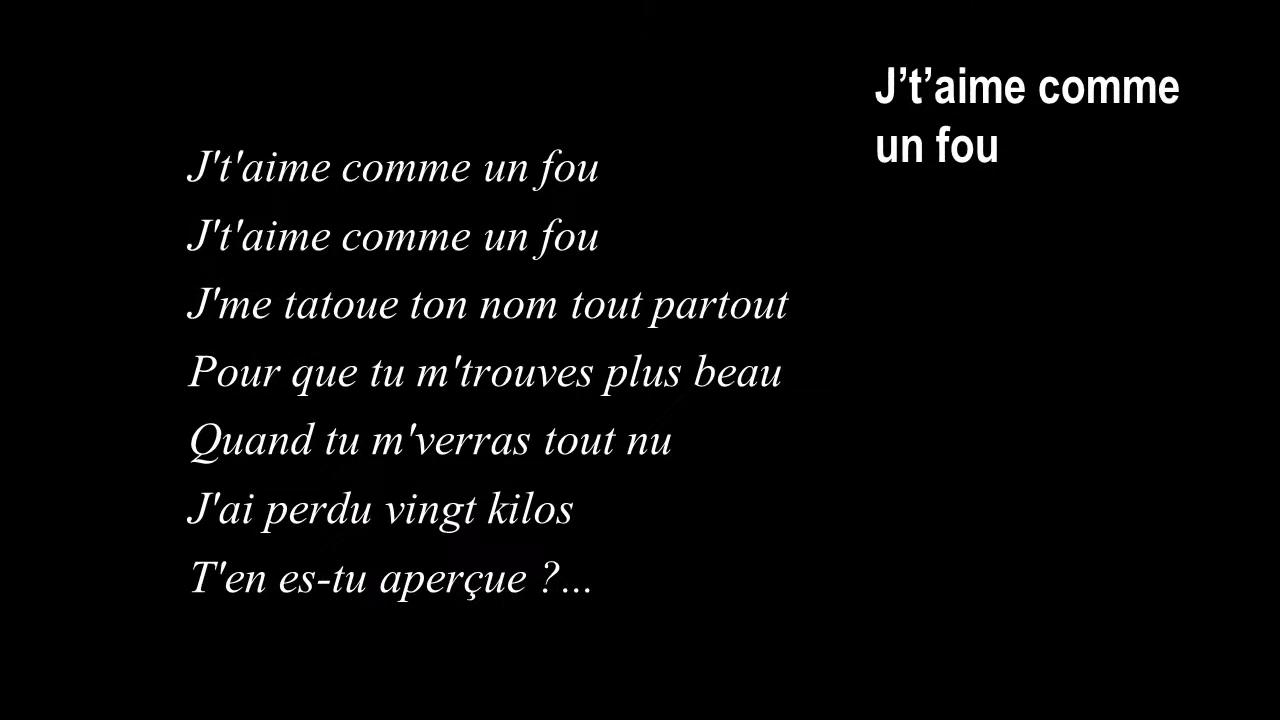 J't'aime comme un fou
J't'aime comme un fou
J'me tatoue ton nom tout partout
Pour que tu m'trouves plus beau
Quand tu m'verras tout nu
J'ai perdu vingt kilos
T'en es-tu aperçue ?...
J’t’aime comme
un fou